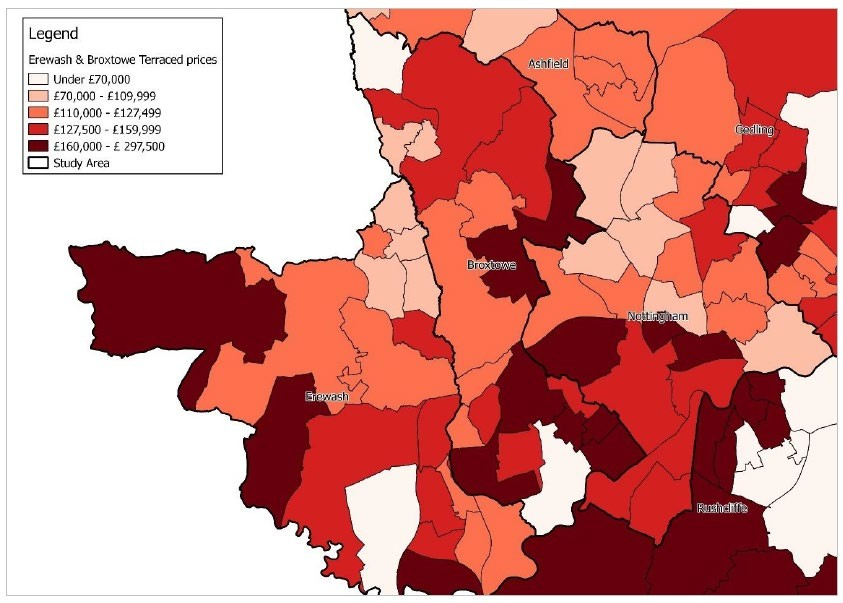 Legend
Erewash & Broxtowe Terraced prices
Under £70,000
£70,000 - £109,999
£110,000 - £127,499
£127,500 - £159,999
£160,000 - £ 297,500
Study Area
Ashfield
Gedling
Broxtowe
Nottingham
Erewash
Rushcliffe